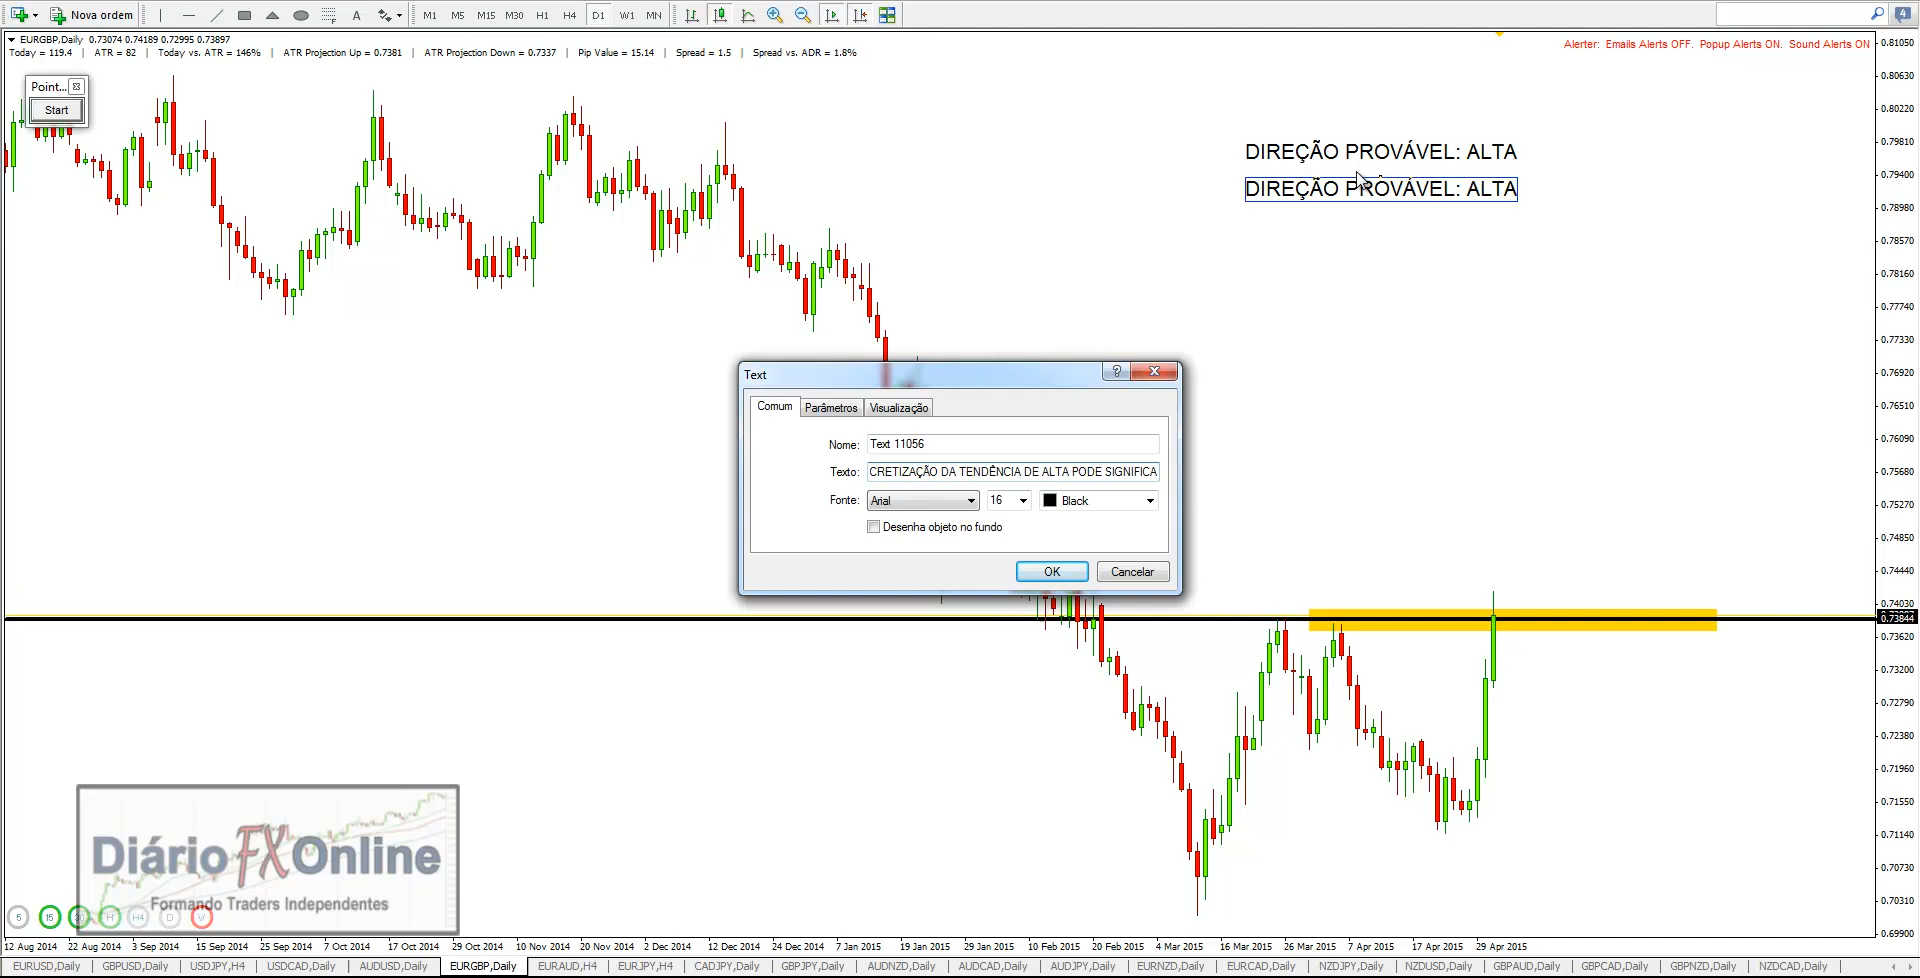 Nova ordem
A
M1 M5 M15 M30 H1 H4 D1 W1 MN
4
EURGBP,Daily 0.73074 0.74189 0.72995 0.73897
Today = 119.4 | ATR = 82 | Today vs. ATR = 146% | ATR Projection Up = 0.7381 | ATR Projection Down = 0.7337 | Pip Value = 15.14 | Spread = 1.5 | Spread vs. ADR = 1.8%
Alerter: Emails Alerts OFF. Popup Alerts ON. Sound Alerts ON
Point...
Start
DIREÇÃO PROVÁVEL: ALTA
DIREÇÃO PROVÁVEL: ALTA
Text
?
Comum Parâmetros Visualização
Nome: Text 11056
Texto: CRETIZAÇÃO DA TENDÊNCIA DE ALTA PODE SIGNIFICA
Fonte: Arial 16 Black
Desenha objeto no fundo
OK Cancelar
0.81050
0.80630
0.80220
0.79810
0.79400
0.78980
0.78570
0.78160
0.77740
0.77330
0.76920
0.76510
0.76090
0.75680
0.75270
0.74850
0.74440
0.74030
0.73844
0.73620
0.73200
0.72790
0.72380
0.71960
0.71550
0.71140
0.70730
0.70310
0.69900
DiárioFXOnline
Formando Traders Independentes
5 15 30 H H4 D W
12 Aug 2014 22 Aug 2014 3 Sep 2014 15 Sep 2014 25 Sep 2014 7 Oct 2014 17 Oct 2014 29 Oct 2014 10 Nov 2014 20 Nov 2014 2 Dec 2014 12 Dec 2014 24 Dec 2014 7 Jan 2015 19 Jan 2015 29 Jan 2015 10 Feb 2015 20 Feb 2015 4 Mar 2015 16 Mar 2015 26 Mar 2015 7 Apr 2015 17 Apr 2015 29 Apr 2015
EURUSD,Daily GBPUSD,Daily USDJPY,H4 USDCAD,Daily AUDUSD,Daily EURGBP,Daily EURAUD,H4 EURJPY,H4 CADJPY,Daily GBPJPY,Daily AUDNZD,Daily AUDCAD,Daily AUDJPY,Daily EURNZD,Daily EURCAD,Daily NZDJPY,Daily NZDUSD,Daily GBPAUD,Daily GBPCAD,Daily GBPNZD,Daily NZDCAD,Daily